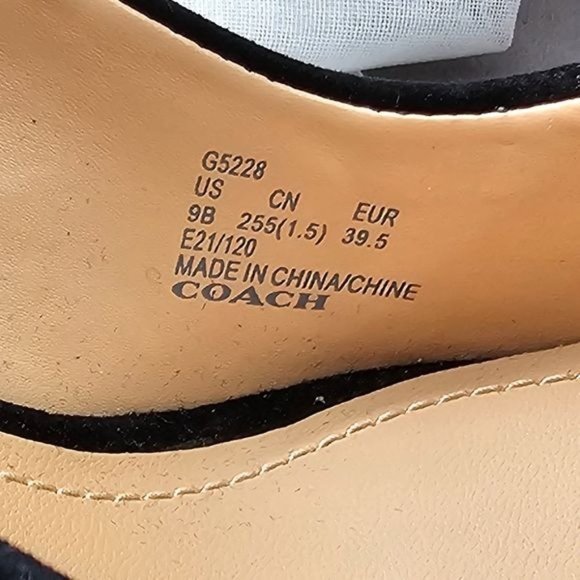 G5228
US CN EUR
9B 255(1.5) 39.5
E21/120
MADE IN CHINA/CHINE
COACH